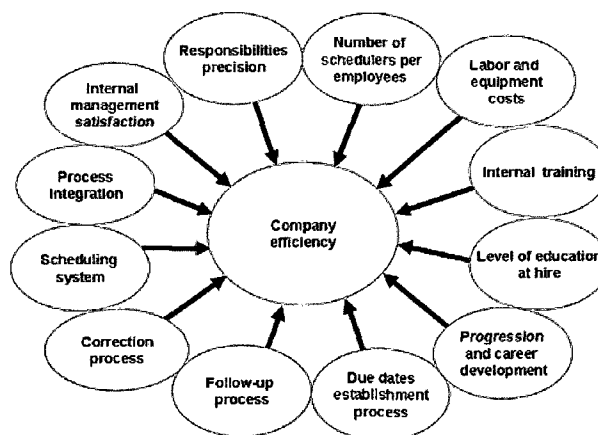 Responsibilities
precision
Number of
schedulers per
employees
Labor and
equipment
costs
Internal training
Level of education
at hire
Progression
and career
development
Due dates
establishment
process
Follow-up
process
Correction
process
Scheduling
system
Process
integration
Internal
management
satisfaction
Company
efficiency